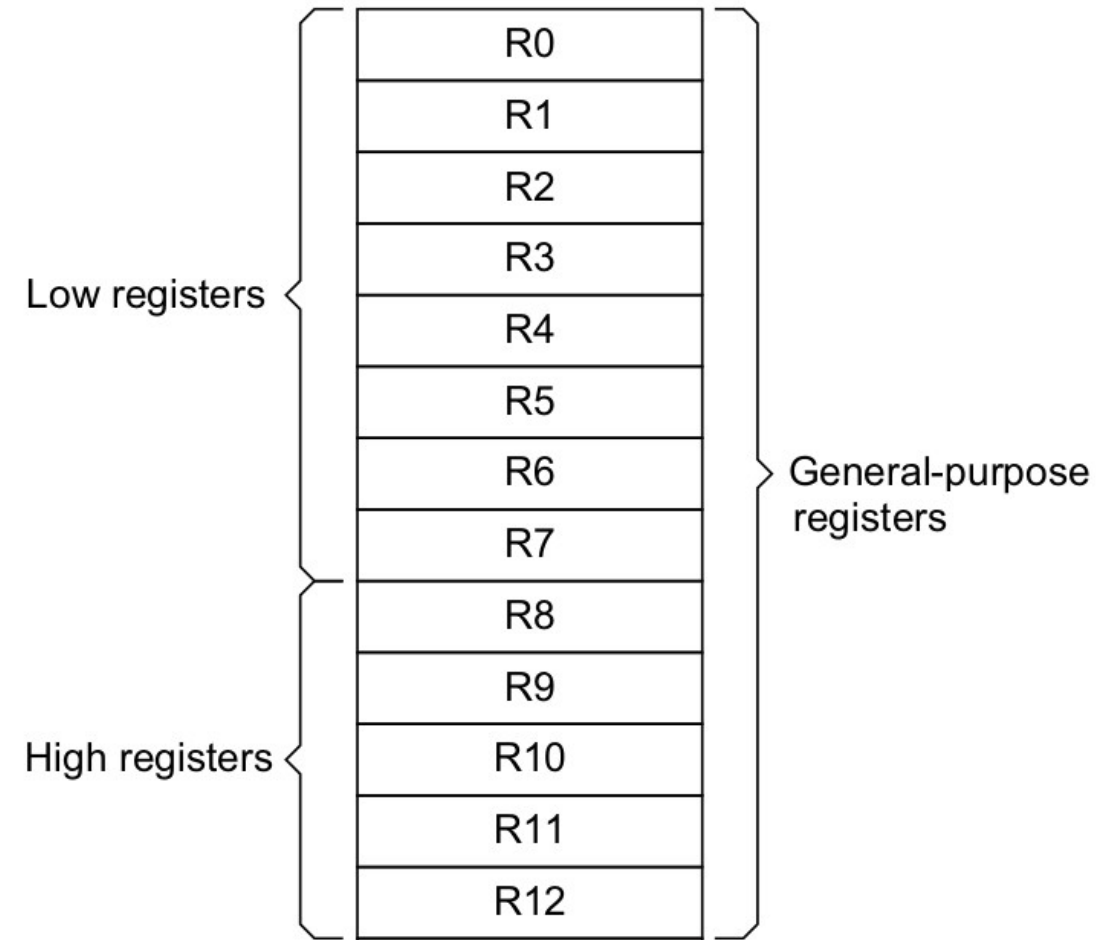 R0
R1
R2
R3
Low registers
R4
R5
R6
General-purpose
registers
R7
R8
R9
High registers
R10
R11
R12